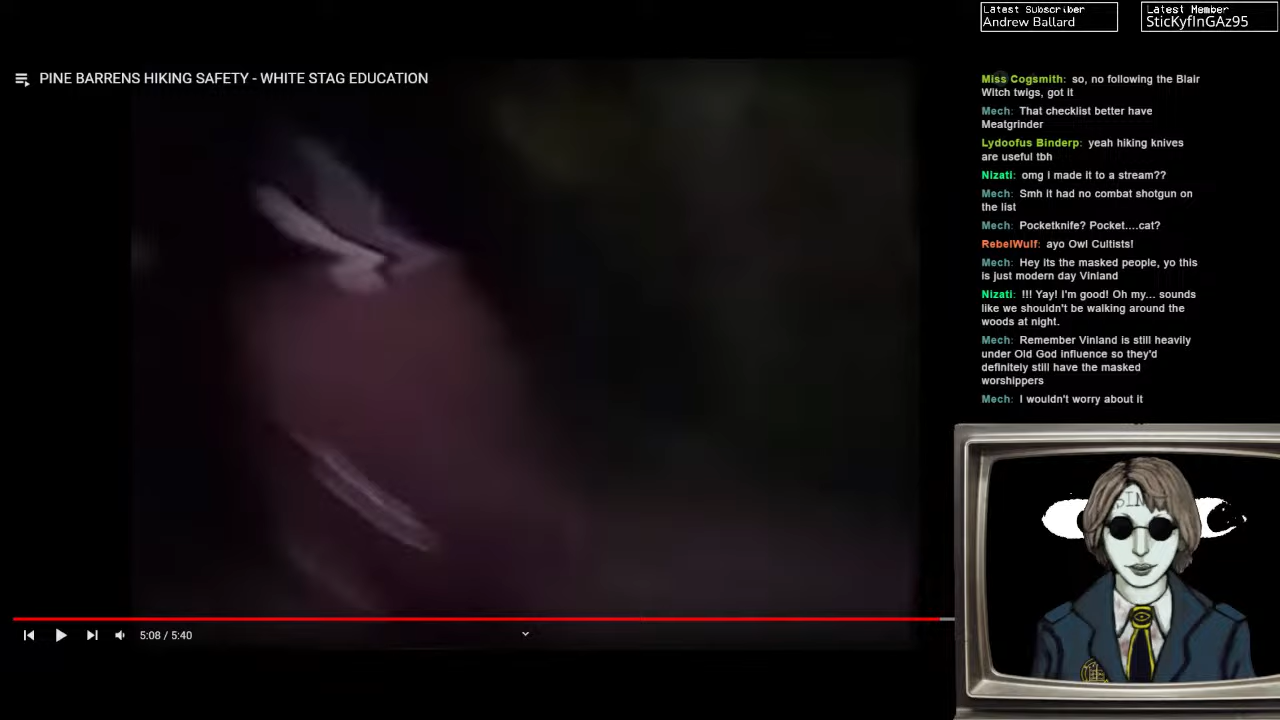 Latest Subscriber
Andrew Ballard
Latest Member
SticKyfInGAz95
PINE BARRENS HIKING SAFETY - WHITE STAG EDUCATION
Miss Cogsmith: so, no following the Blair
Witch twigs, got it
Mech: That checklist better have
Meatgrinder
Lydoofus Binderp: yeah hiking knives
are useful tbh
Nizati: omg I made it to a stream??
Mech: Smh it had no combat shotgun on
the list
Mech: Pocketknife? Pocket....cat?
RebelWulf: ayo Owl Cultists!
Mech: Hey its the masked people, yo this
is just modern day Vinland
Nizati: !!! Yay! I'm good! Oh my... sounds
like we shouldn't be walking around the
woods at night.
Mech: Remember Vinland is still heavily
under Old God influence so they'd
definitely still have the masked
worshippers
Mech: I wouldn't worry about it
5:08 / 5:40